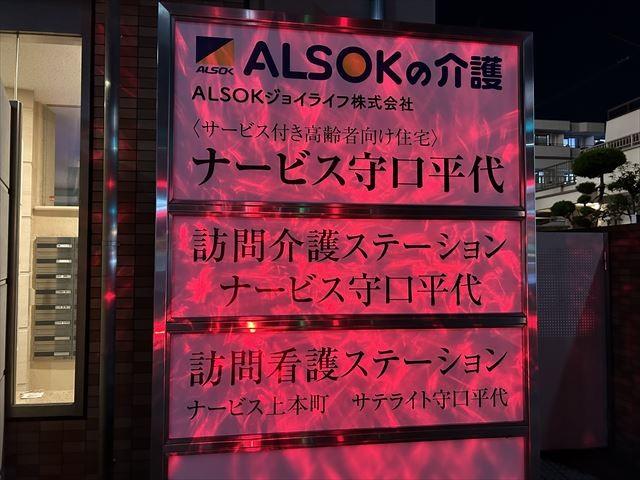 ALSOK
ALSOKの介護
ALSOKジョイライフ株式会社
〈サービス付き高齢者向け住宅〉
ナービス守口平代
訪問介護ステーション
ナービス守口平代
訪問看護ステーション
ナービス上本町 サテライト守口平代